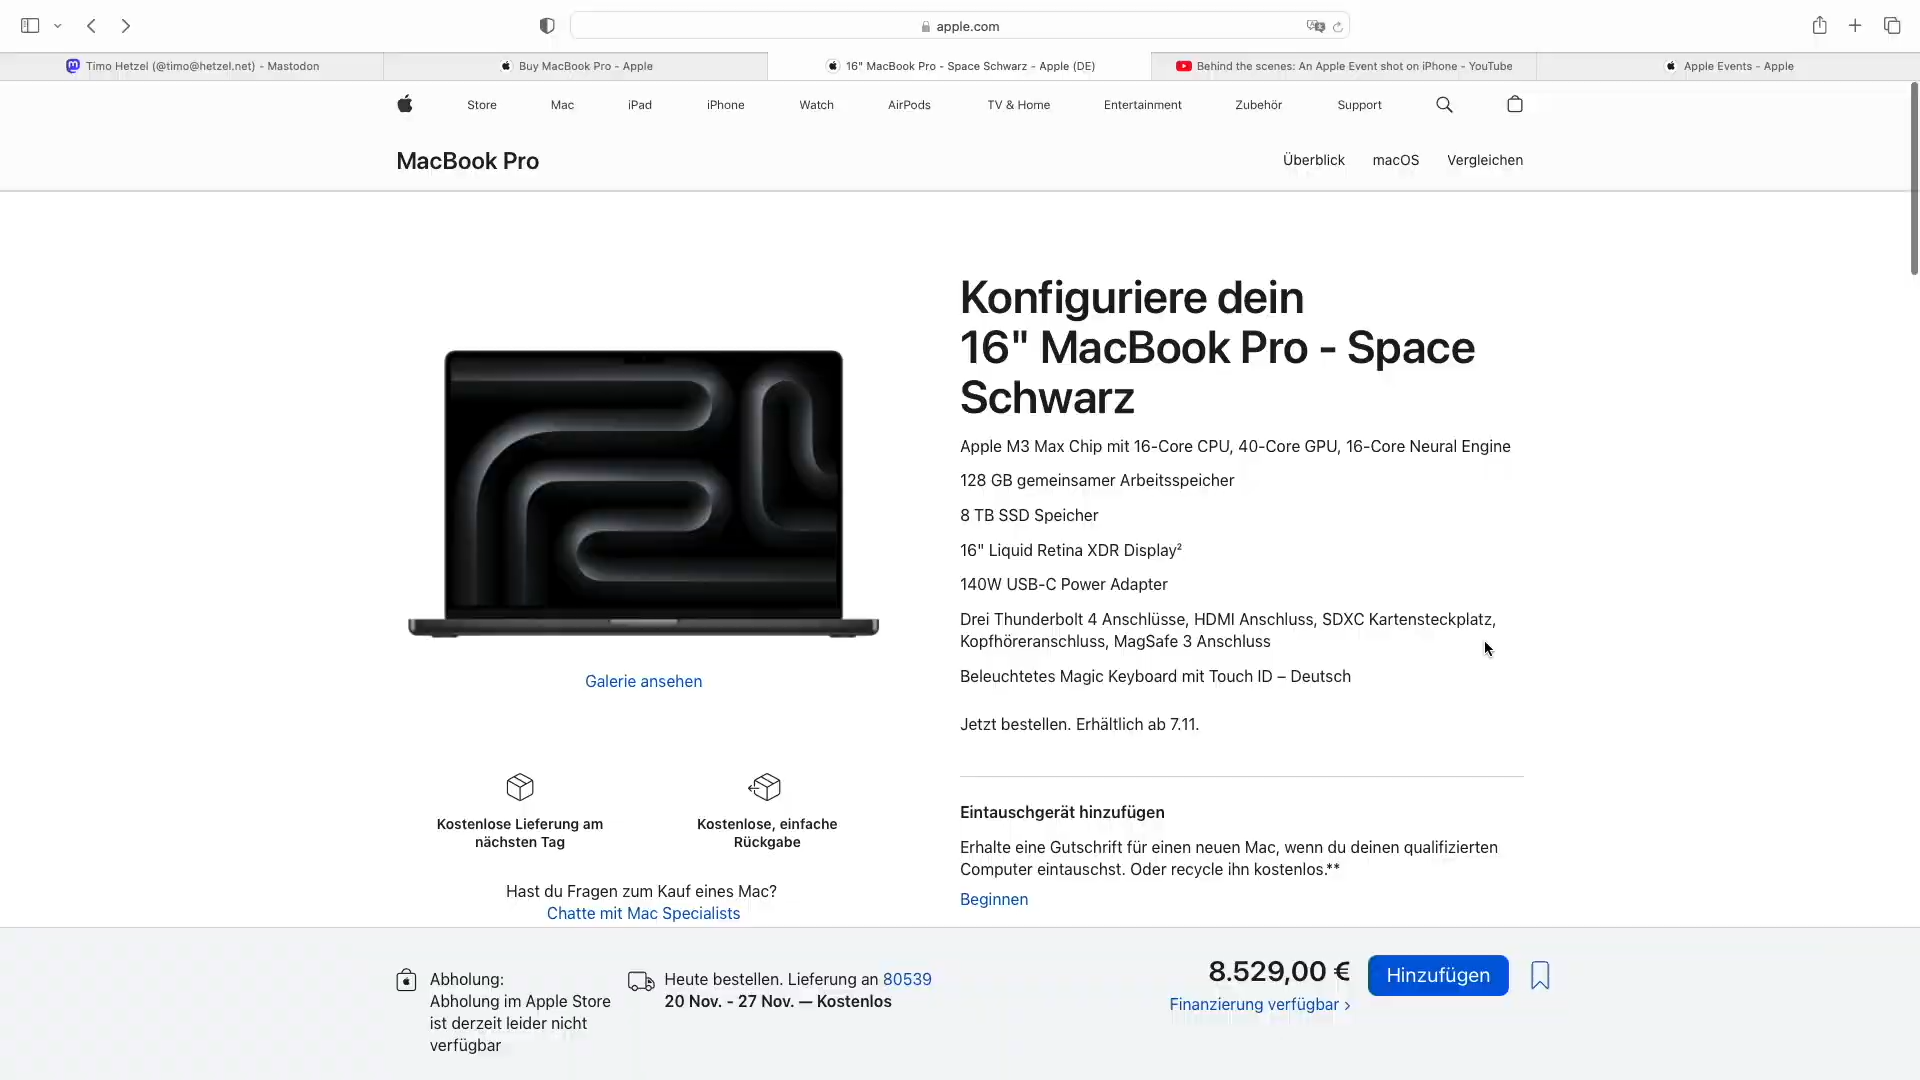 apple.com
Timo Hetzel (@timo@hetzel.net) - Mastodon
Buy MacBook Pro - Apple
16" MacBook Pro - Space Schwarz - Apple (DE)
Behind the scenes: An Apple Event shot on iPhone - YouTube
Apple Events - Apple
Store
Mac
iPad
iPhone
Watch
AirPods
TV & Home
Entertainment
Zubehör
Support
MacBook Pro
Überblick
macOS
Vergleichen
Konfiguriere dein
16" MacBook Pro - Space
Schwarz
Apple M3 Max Chip mit 16-Core CPU, 40-Core GPU, 16-Core Neural Engine
128 GB gemeinsamer Arbeitsspeicher
8 TB SSD Speicher
16" Liquid Retina XDR Display²
140W USB-C Power Adapter
Drei Thunderbolt 4 Anschlüsse, HDMI Anschluss, SDXC Kartensteckplatz,
Kopfhöreranschluss, MagSafe 3 Anschluss
Beleuchtetes Magic Keyboard mit Touch ID – Deutsch
Jetzt bestellen. Erhältlich ab 7.11.
Galerie ansehen
Kostenlose Lieferung am
nächsten Tag
Kostenlose, einfache
Rückgabe
Hast du Fragen zum Kauf eines Mac?
Chatte mit Mac Specialists
Eintauschgerät hinzufügen
Erhalte eine Gutschrift für einen neuen Mac, wenn du deinen qualifizierten
Computer eintauschst. Oder recycle ihn kostenlos.**
Beginnen
Abholung:
Abholung im Apple Store
ist derzeit leider nicht
verfügbar
Heute bestellen. Lieferung an 80539
20 Nov. - 27 Nov. — Kostenlos
8.529,00 €
Finanzierung verfügbar ›
Hinzufügen